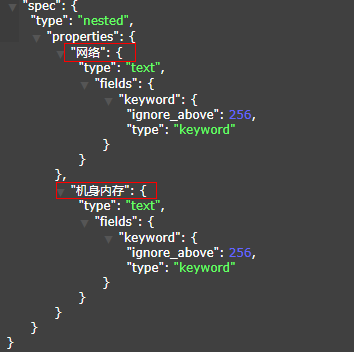 "spec": {
"type": "nested",
"properties": {
"网络": {
"type": "text",
"fields": {
"keyword": {
"ignore_above": 256,
"type": "keyword"
}
}
},
"机身内存": {
"type": "text",
"fields": {
"keyword": {
"ignore_above": 256,
"type": "keyword"
}
}
}
}
}